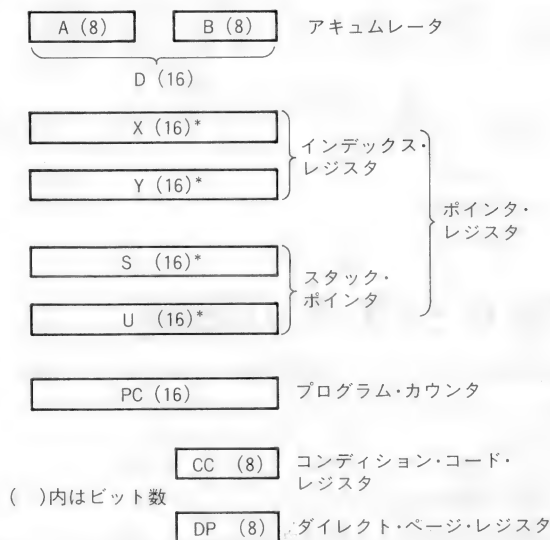 A (8) B (8) アキュムレータ
D (16)
X (16)*
インデックス・
レジスタ
Y (16)*
ポインタ・
レジスタ
S (16)*
スタック・
ポインタ
U (16)*
PC (16) プログラム・カウンタ
CC (8) コンディション・コード・
レジスタ
( )内はビット数
DP (8) ダイレクト・ページ・レジスタ